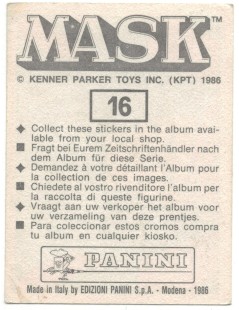 MASK™
© KENNER PARKER TOYS INC. (KPT) 1986
16
◆ Collect these stickers in the album avai-
lable from your local shop.
■ Fragt bei Eurem Zeitschriftenhändler nach
dem Album für diese Serie.
◆ Demandez à votre détaillant l'Album pour
la collection de ces images.
■ Chiedete al vostro rivenditore l'album per
la raccolta di queste figurine.
◆ Vraagt aan uw verkoper het album voor
uw verzameling van deze prentjes.
■ Para coleccionar estos cromos compra
tu album en cualquier kiosko.
PANINI
Made in Italy by EDIZIONI PANINI S.p.A. - Modena - 1986